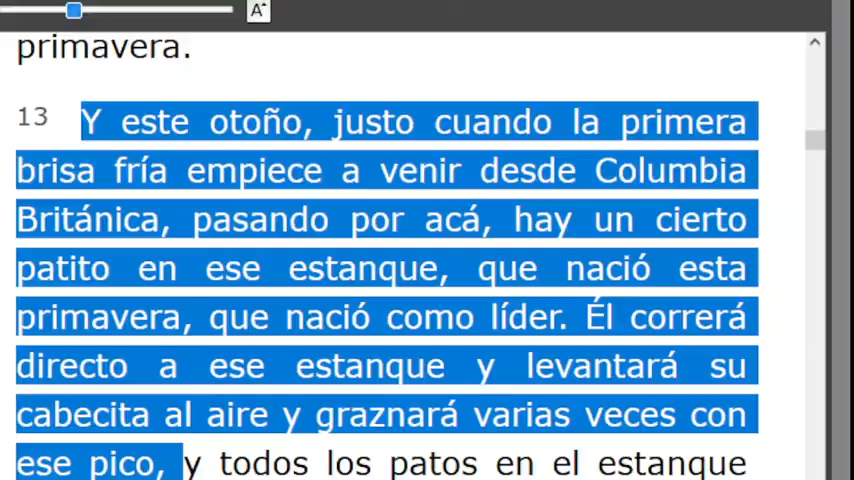 A
primavera.
13 Y este otoño, justo cuando la primera
brisa fría empiece a venir desde Columbia
Británica, pasando por acá, hay un cierto
patito en ese estanque, que nació esta
primavera, que nació como líder. Él correrá
directo a ese estanque y levantará su
cabecita al aire y graznará varias veces con
ese pico, y todos los patos en el estanque